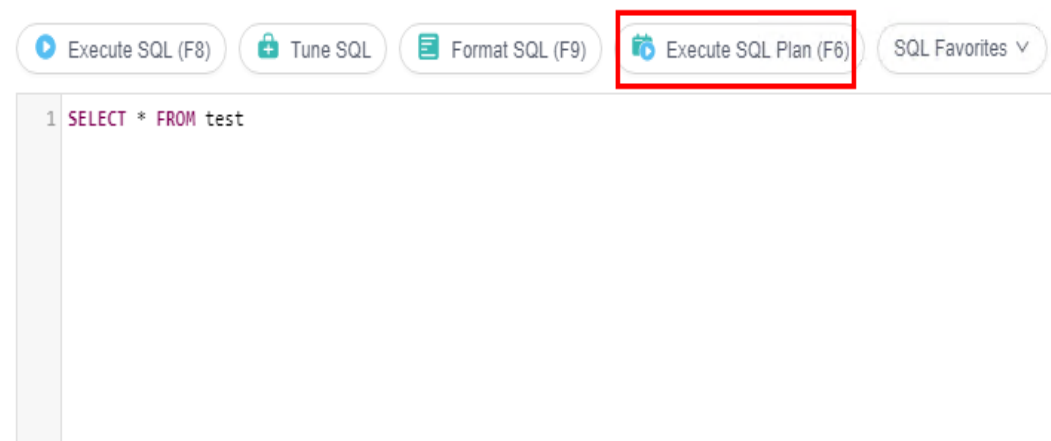 Execute SQL (F8) Tune SQL Format SQL (F9) Execute SQL Plan (F6) SQL Favorites
1 SELECT * FROM test